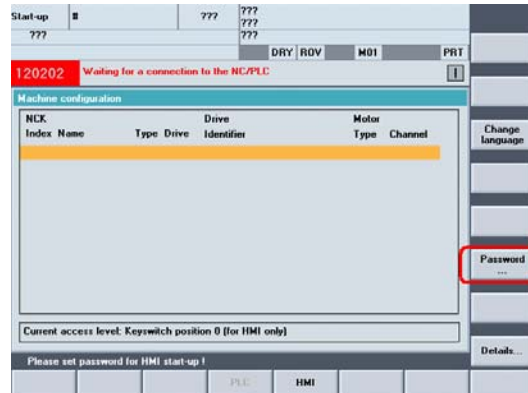 Start-up ???  ???
???
??? ???
DRY ROV M01 PRT
120202 Waiting for a connection to the NC/PLC
Machine configuration
NCK Drive Motor
Index Name Type Drive Identifier Type Channel
Change
language
Password
...
Current access level: Keyswitch position 0 (for HMI only)
Details...
Please set password for HMI start-up !
PLC HMI